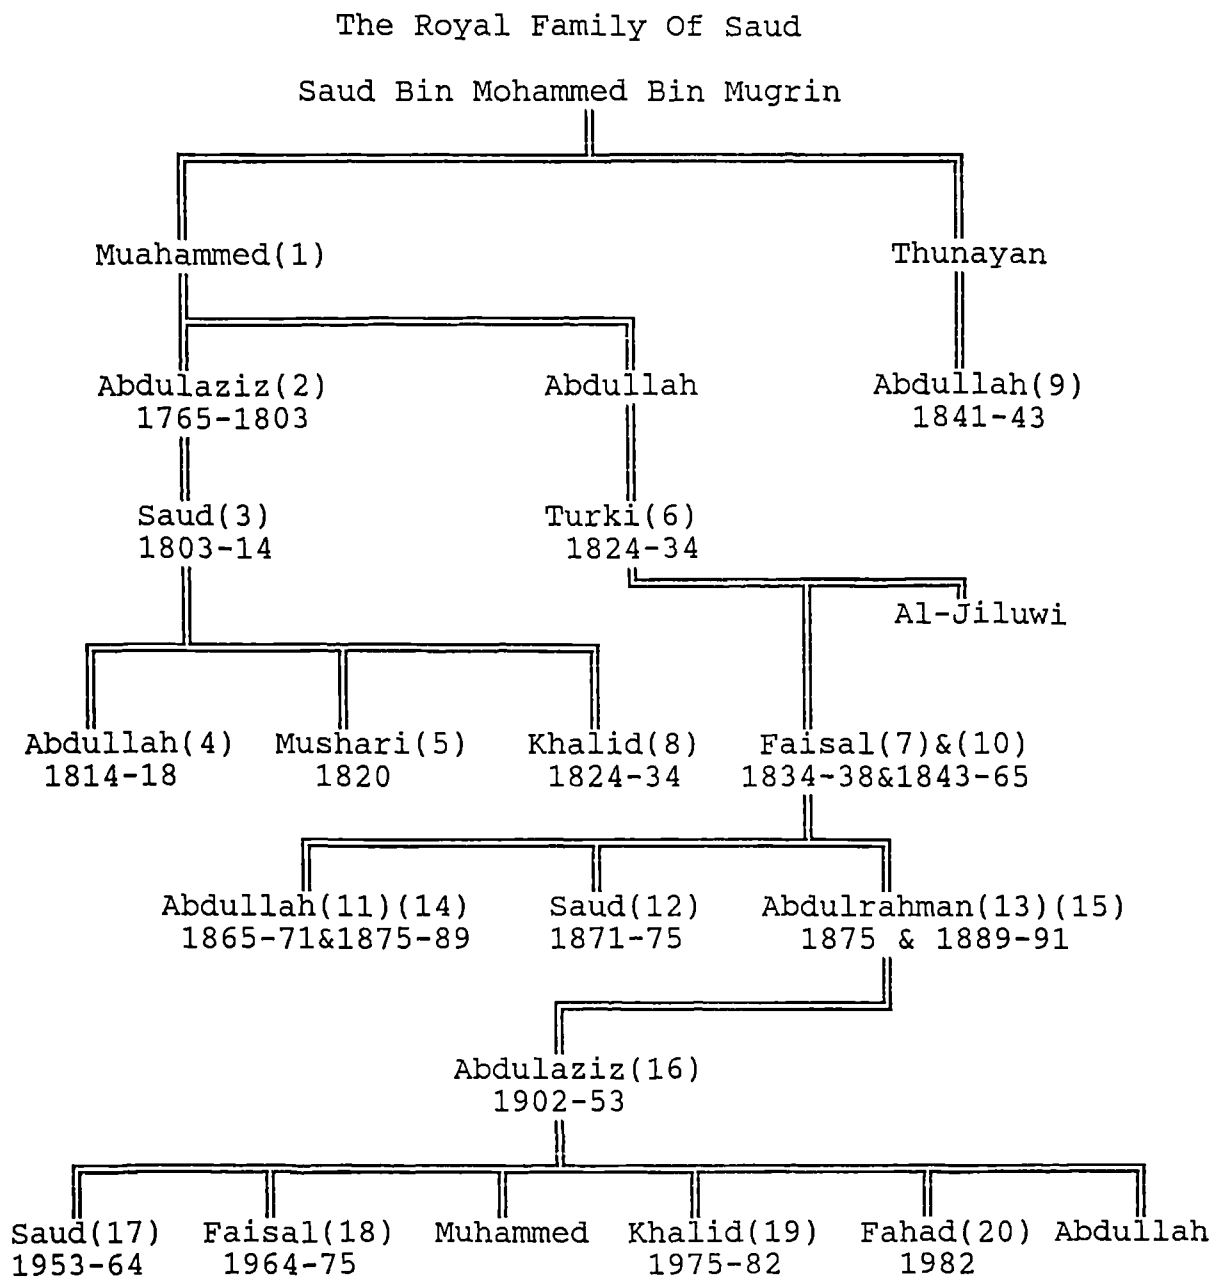 The Royal Family Of Saud
Saud Bin Mohammed Bin Mugrin
Muahammed(1) Thunayan
Abdulaziz(2) Abdullah Abdullah(9)
1765-1803 1841-43
Saud(3) Turki(6)
1803-14 1824-34
Al-Jiluwi
Abdullah(4) Mushari(5) Khalid(8) Faisal(7)&(10)
1814-18 1820 1824-34 1834-38&1843-65
Abdullah(11)(14) Saud(12) Abdulrahman(13)(15)
1865-71&1875-89 1871-75 1875 & 1889-91
Abdulaziz(16)
1902-53
Saud(17) Faisal(18) Muhammed Khalid(19) Fahad(20) Abdullah
1953-64 1964-75 1975-82 1982